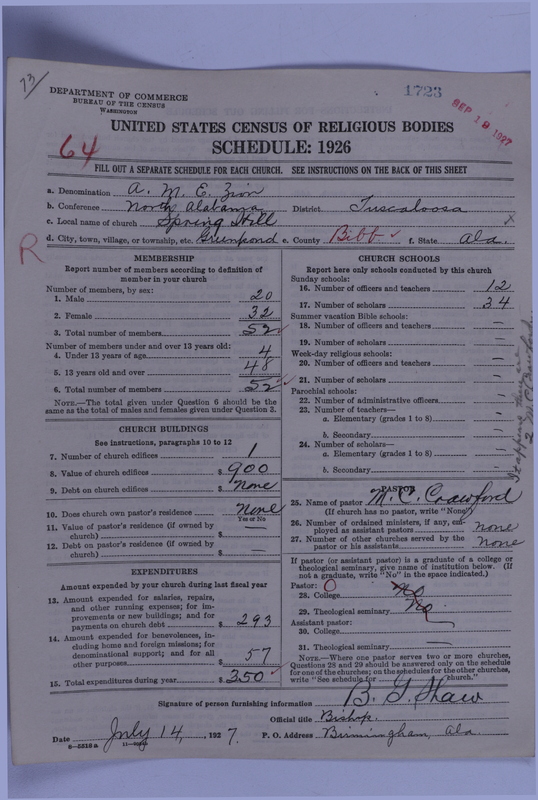 73/
DEPARTMENT OF COMMERCE
BUREAU OF THE CENSUS
WASHINGTON
1723
SEP 19 1927
UNITED STATES CENSUS OF RELIGIOUS BODIES
SCHEDULE: 1926
64
FILL OUT A SEPARATE SCHEDULE FOR EACH CHURCH. SEE INSTRUCTIONS ON THE BACK OF THIS SHEET
a. Denomination A. M. E. Zion
b. Conference North Alabama District Tuscaloosa
c. Local name of church Spring Hill x
d. City, town, village, or township, etc. Greenpond e. County Bibb ✓ f. State Ala.
R
MEMBERSHIP
Report number of members according to definition of
member in your church
Number of members, by sex:
1. Male 20
2. Female 32
3. Total number of members 52
Number of members under and over 13 years old:
4. Under 13 years of age 4
5. 13 years old and over 48
6. Total number of members 52
NOTE.—The total given under Question 6 should be the
same as the total of males and females given under Question 3.
CHURCH BUILDINGS
See instructions, paragraphs 10 to 12
7. Number of church edifices 1
8. Value of church edifices $ 900
9. Debt on church edifices $ None
10. Does church own pastor's residence? None
Yes or No
11. Value of pastor's residence (if owned by
church) $ —
12. Debt on pastor's residence (if owned by
church) $ —
EXPENDITURES
Amount expended by your church during last fiscal year
13. Amount expended for salaries, repairs,
and other running expenses; for im-
provements or new buildings; and for
payments on church debt $ 293
14. Amount expended for benevolences, in-
cluding home and foreign missions; for
denominational support; and for all
other purposes $ 57
15. Total expenditures during year $ 350
CHURCH SCHOOLS
Report here only schools conducted by this church
Sunday schools:
16. Number of officers and teachers 12
17. Number of scholars 34
Summer vacation Bible schools:
18. Number of officers and teachers —
19. Number of scholars —
Week-day religious schools:
20. Number of officers and teachers —
21. Number of scholars —
Parochial schools:
22. Number of administrative officers —
23. Number of teachers—
a. Elementary (grades 1 to 8) —
b. Secondary —
24. Number of scholars—
a. Elementary (grades 1 to 8) —
b. Secondary —
PASTOR
25. Name of pastor M. C. Crawford
(If church has no pastor, write "None")
26. Number of ordained ministers, if any, em-
ployed as assistant pastors none
27. Number of other churches served by the
pastor or his assistants None
If pastor (or assistant pastor) is a graduate of a college or
theological seminary, give name of institution below. (If
not a graduate, write "No" in the space indicated.)
Pastor: 0
28. College No
29. Theological seminary No
Assistant pastor:
30. College —
31. Theological seminary —
NOTE.—Where one pastor serves two or more churches,
Questions 28 and 29 should be answered only on the schedule
for one of the churches; on the schedules for the other churches,
write "See schedule for church."
Signature of person furnishing information B. G. Shaw
Official title Bishop.
Date July 14, 1927. P. O. Address Birmingham, Ala.
8—5218a